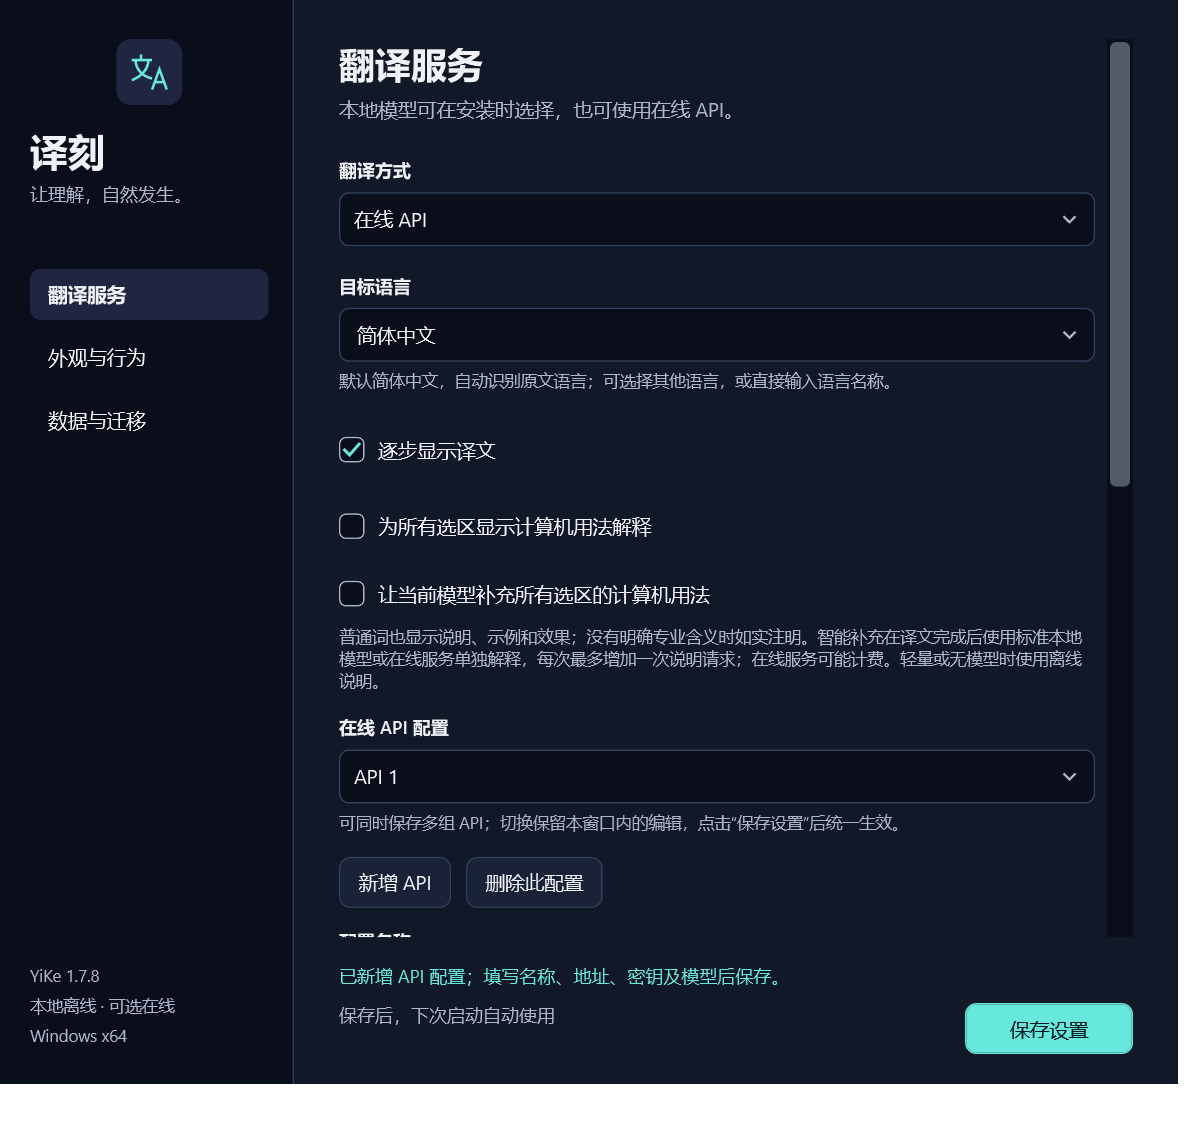 文A
译刻
让理解，自然发生。
翻译服务
外观与行为
数据与迁移
YiKe 1.7.8
本地离线 · 可选在线
Windows x64
翻译服务
本地模型可在安装时选择，也可使用在线 API。
翻译方式
在线 API
目标语言
简体中文
默认简体中文，自动识别原文语言；可选择其他语言，或直接输入语言名称。
逐步显示译文
为所有选区显示计算机用法解释
让当前模型补充所有选区的计算机用法
普通词也显示说明、示例和效果；没有明确专业含义时如实注明。智能补充在译文完成后使用标准本地
模型或在线服务单独解释，每次最多增加一次说明请求；在线服务可能计费。轻量或无模型时使用离线
说明。
在线 API 配置
API 1
可同时保存多组 API；切换保留本窗口内的编辑，点击“保存设置”后统一生效。
新增 API
删除此配置
已新增 API 配置；填写名称、地址、密钥及模型后保存。
保存后，下次启动自动使用
保存设置